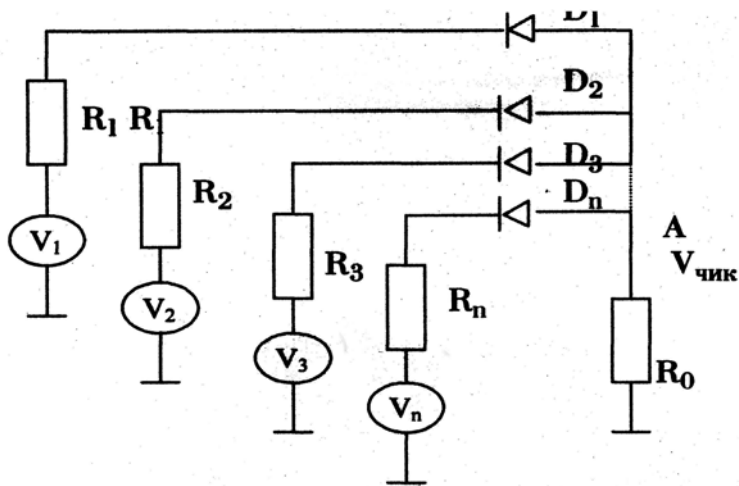 D₁
R₁ R
D₂
R₂
D₃
Dₙ
V₁
R₃
A
Vчик
V₂
Rₙ
V₃
R₀
Vₙ